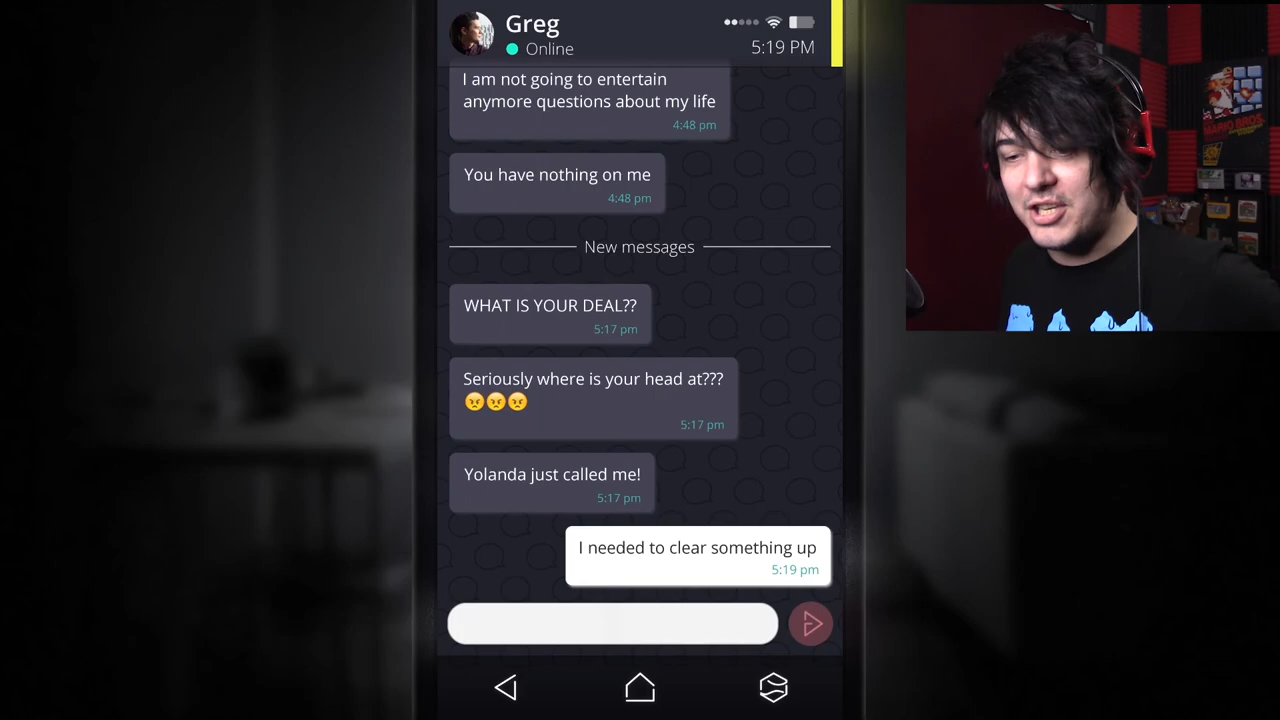 Greg
Online
5:19 PM
I am not going to entertain
anymore questions about my life
4:48 pm
You have nothing on me
4:48 pm
New messages
WHAT IS YOUR DEAL??
5:17 pm
Seriously where is your head at???
😡😡😡
5:17 pm
Yolanda just called me!
5:17 pm
I needed to clear something up
5:19 pm
MARIO BROS.